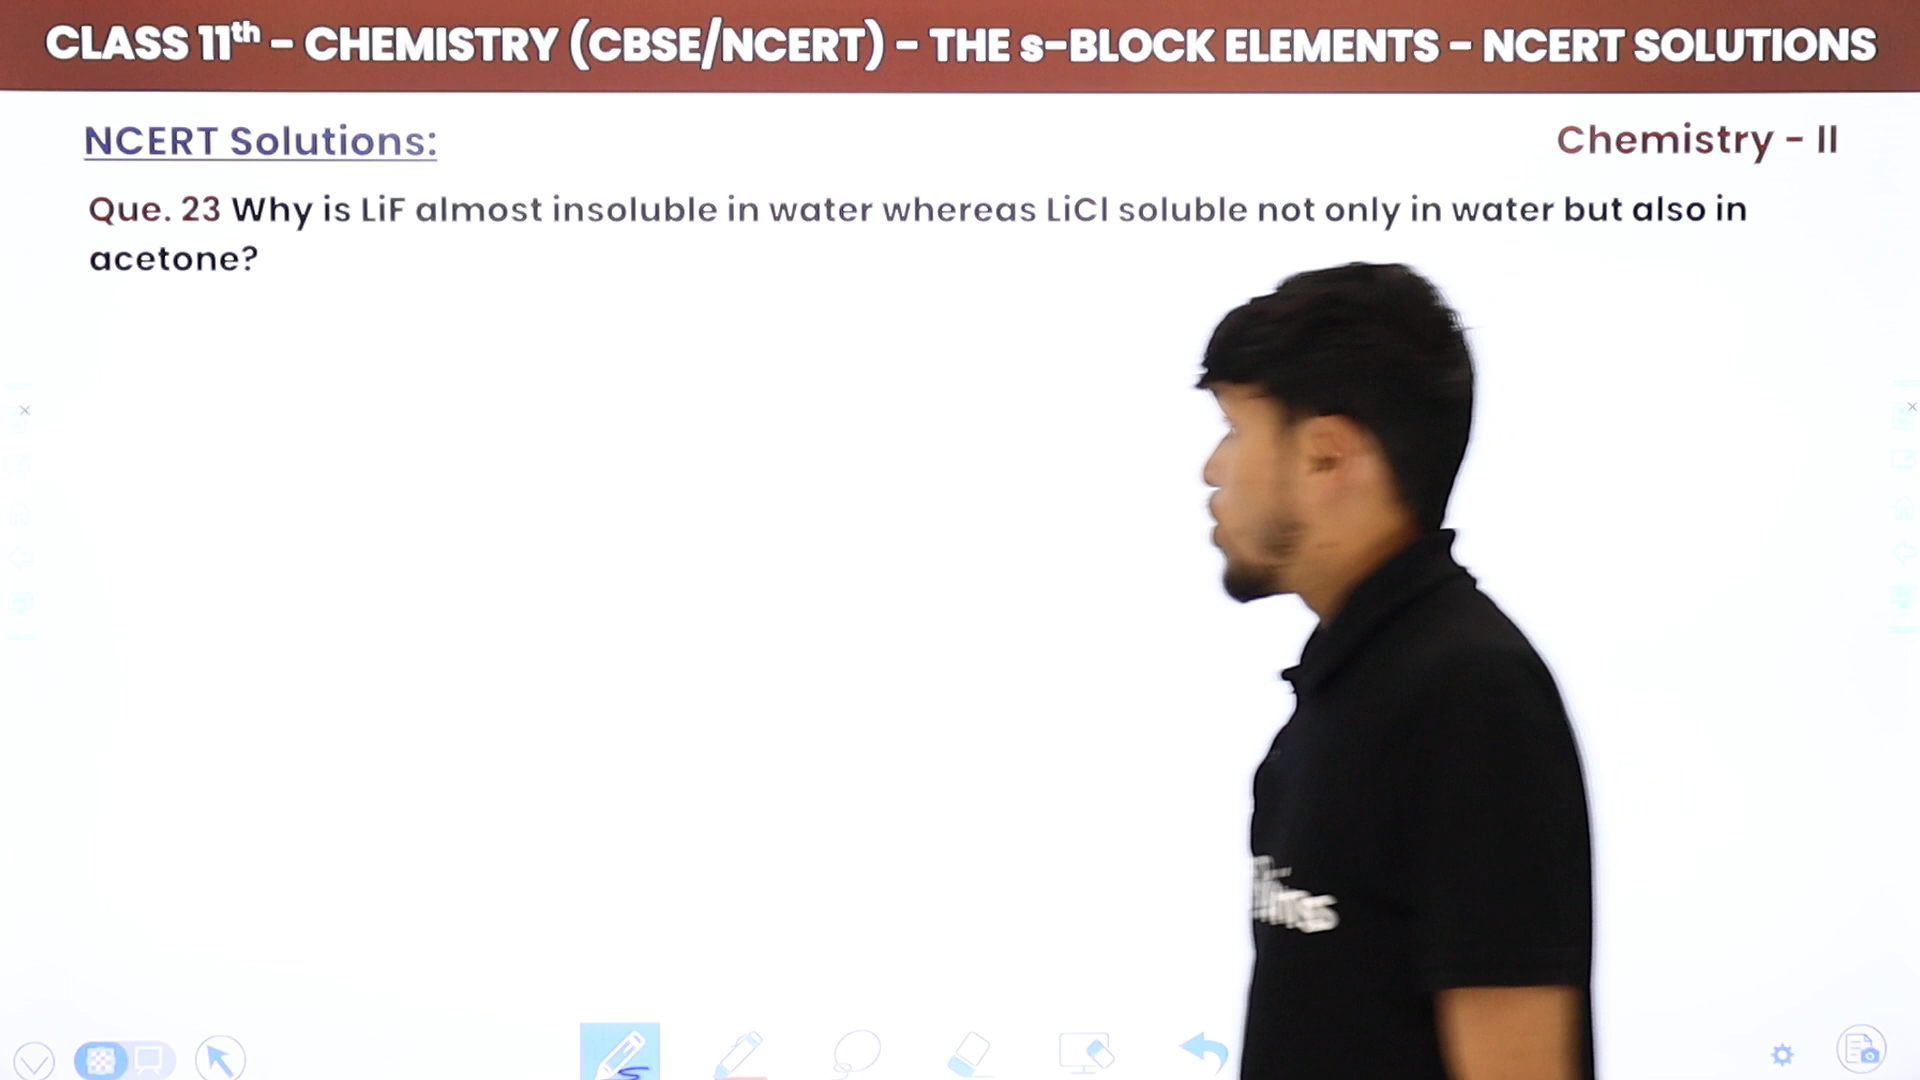 CLASS 11th - CHEMISTRY (CBSE/NCERT) - THE s-BLOCK ELEMENTS - NCERT SOLUTIONS
NCERT Solutions:
Chemistry - II
Que. 23 Why is LiF almost insoluble in water whereas LiCl soluble not only in water but also in
acetone?